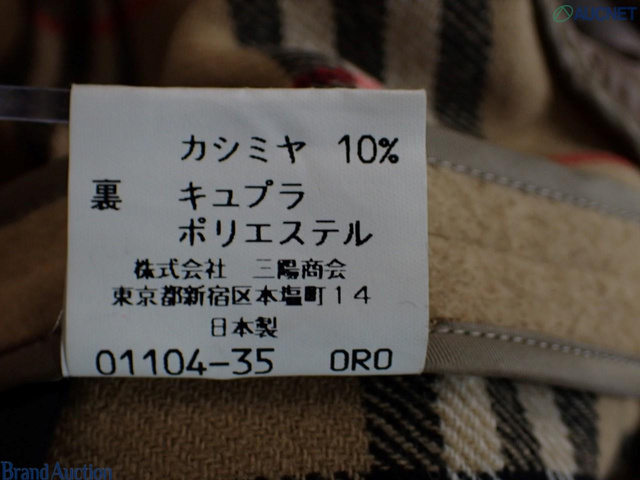 AUCNET
カシミヤ 10%
裏 キュプラ
ポリエステル
株式会社 三陽商会
東京都新宿区本塩町14
日本製
01104-35 ORO
Brand Auction